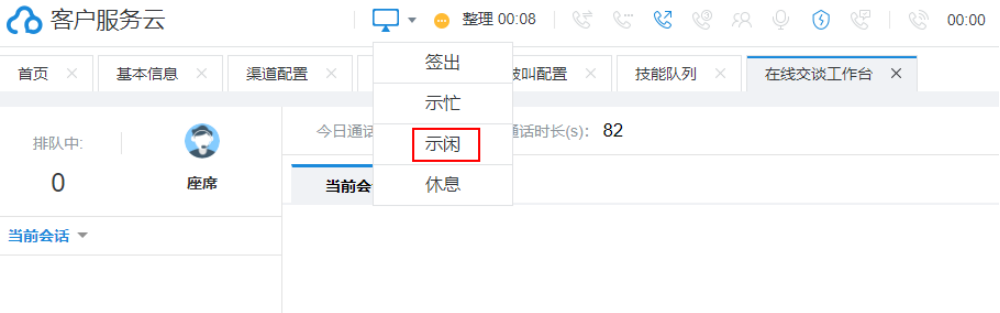 客户服务云
整理 00:08
00:00
签出
示忙
示闲
休息
首页
基本信息
渠道配置
叫配置
技能队列
在线交谈工作台
排队中:
0
座席
今日通话
通话时长(s): 82
当前会
当前会话